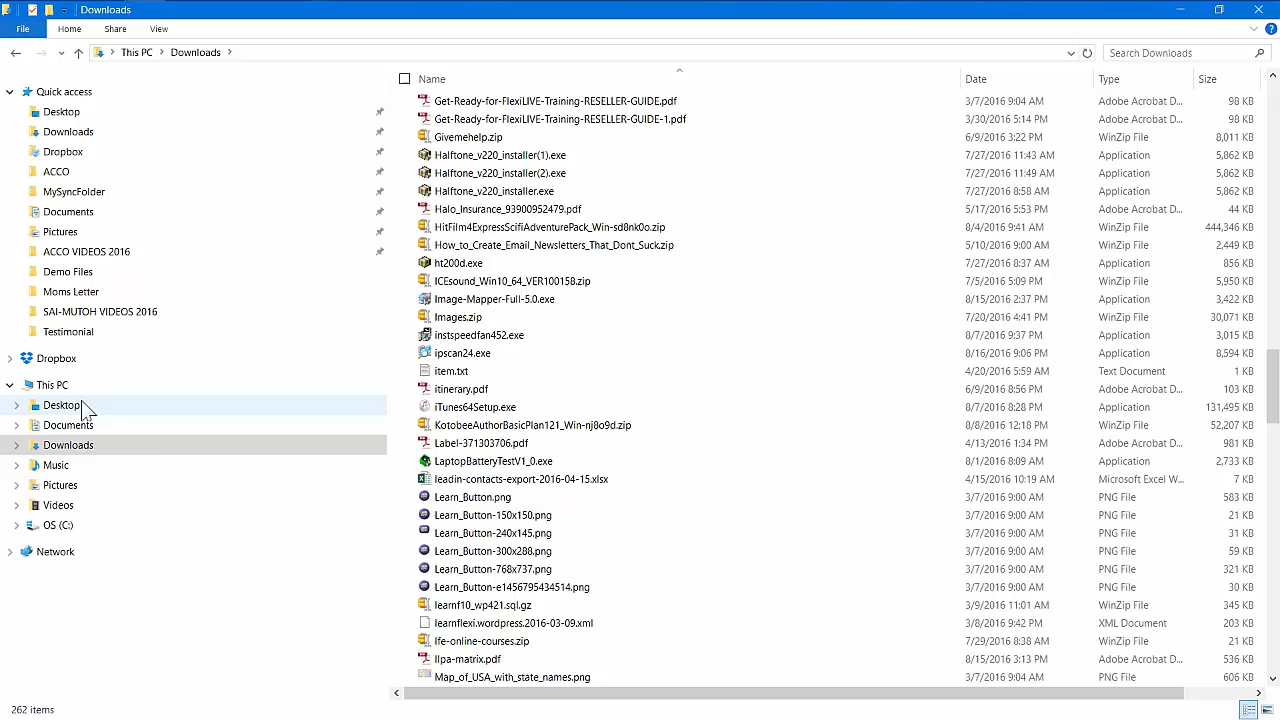 Downloads
File Home Share View
This PC Downloads
Search Downloads
Quick access
Desktop
Downloads
Dropbox
ACCO
MySyncFolder
Documents
Pictures
ACCO VIDEOS 2016
Demo Files
Moms Letter
SAI-MUTOH VIDEOS 2016
Testimonial
Dropbox
This PC
Desktop
Documents
Downloads
Music
Pictures
Videos
OS (C:)
Network
Name Date Type Size
Get-Ready-for-FlexiLIVE-Training-RESELLER-GUIDE.pdf 3/7/2016 9:04 AM Adobe Acrobat D... 98 KB
Get-Ready-for-FlexiLIVE-Training-RESELLER-GUIDE-1.pdf 3/30/2016 5:14 PM Adobe Acrobat D... 98 KB
Givemehelp.zip 6/9/2016 3:22 PM WinZip File 8,011 KB
Halftone_v220_installer(1).exe 7/27/2016 11:43 AM Application 5,862 KB
Halftone_v220_installer(2).exe 7/27/2016 11:49 AM Application 5,862 KB
Halftone_v220_installer.exe 7/27/2016 8:58 AM Application 5,862 KB
Halo_Insurance_93900952479.pdf 5/17/2016 5:53 PM Adobe Acrobat D... 44 KB
HitFilm4ExpressScifiAdventurePack_Win-sd8nk0o.zip 8/4/2016 9:41 AM WinZip File 444,346 KB
How_to_Create_Email_Newsletters_That_Dont_Suck.zip 5/10/2016 9:00 AM WinZip File 2,449 KB
ht200d.exe 7/27/2016 8:37 AM Application 856 KB
ICEsound_Win10_64_VER100158.zip 7/5/2016 5:09 PM WinZip File 5,950 KB
Image-Mapper-Full-5.0.exe 8/15/2016 2:37 PM Application 3,422 KB
Images.zip 7/20/2016 4:41 PM WinZip File 30,071 KB
instspeedfan452.exe 8/7/2016 9:37 PM Application 3,015 KB
ipscan24.exe 8/16/2016 9:06 PM Application 8,594 KB
item.txt 4/20/2016 5:59 AM Text Document 1 KB
itinerary.pdf 6/9/2016 8:56 PM Adobe Acrobat D... 103 KB
iTunes64Setup.exe 8/7/2016 8:28 PM Application 131,495 KB
KotobeeAuthorBasicPlan121_Win-nj8o9d.zip 8/8/2016 12:18 PM WinZip File 52,207 KB
Label-371303706.pdf 4/13/2016 1:34 PM Adobe Acrobat D... 981 KB
LaptopBatteryTestV1_0.exe 8/1/2016 8:09 AM Application 2,733 KB
leadin-contacts-export-2016-04-15.xlsx 4/15/2016 10:19 AM Microsoft Excel W... 7 KB
Learn_Button.png 3/7/2016 9:00 AM PNG File 583 KB
Learn_Button-150x150.png 3/7/2016 9:00 AM PNG File 21 KB
Learn_Button-240x145.png 3/7/2016 9:00 AM PNG File 31 KB
Learn_Button-300x288.png 3/7/2016 9:00 AM PNG File 59 KB
Learn_Button-768x737.png 3/7/2016 9:00 AM PNG File 321 KB
Learn_Button-e1456795434514.png 3/7/2016 9:00 AM PNG File 30 KB
learnf10_wp421.sql.gz 3/9/2016 11:01 AM WinZip File 345 KB
learnflexi.wordpress.2016-03-09.xml 3/8/2016 9:42 PM XML Document 203 KB
lfe-online-courses.zip 7/29/2016 8:38 AM WinZip File 21 KB
llpa-matrix.pdf 8/15/2016 3:13 PM Adobe Acrobat D... 536 KB
Map_of_USA_with_state_names.png 3/7/2016 9:04 AM PNG File 606 KB
262 items